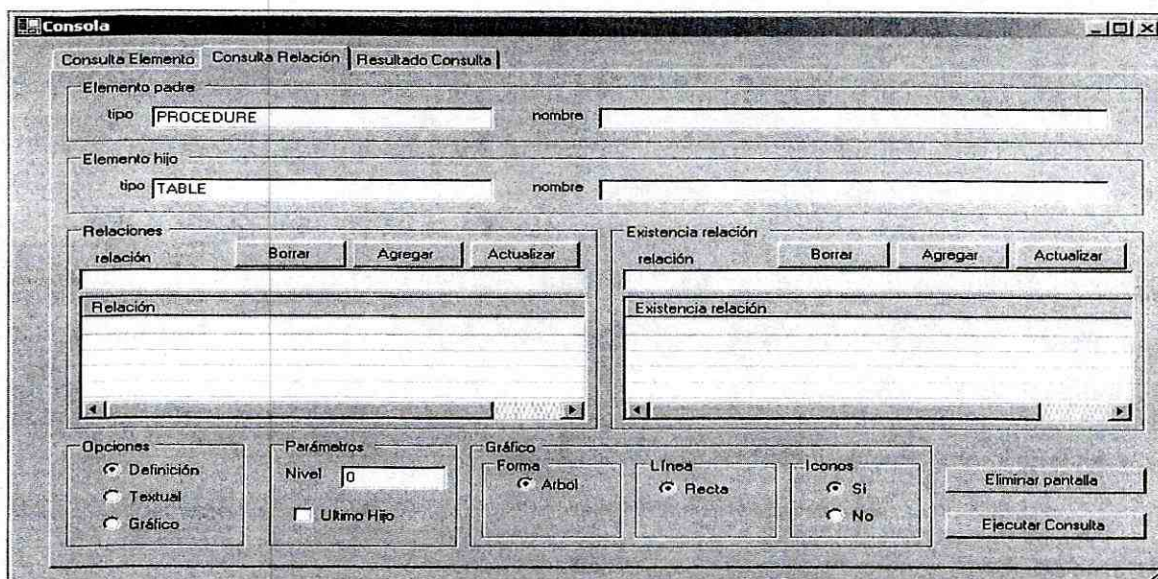 Consola
Consulta Elemento Consulta Relación Resultado Consulta
Elemento padre
tipo PROCEDURE nombre
Elemento hijo
tipo TABLE nombre
Relaciones
relación Borrar Agregar Actualizar
Relación
Existencia relación
relación Borrar Agregar Actualizar
Existencia relación
Opciones
Definición
Textual
Gráfico
Parámetros
Nivel 0
Ultimo Hijo
Gráfico
Forma
Arbol
Línea
Recta
Iconos
Si
No
Eliminar pantalla
Ejecutar Consulta